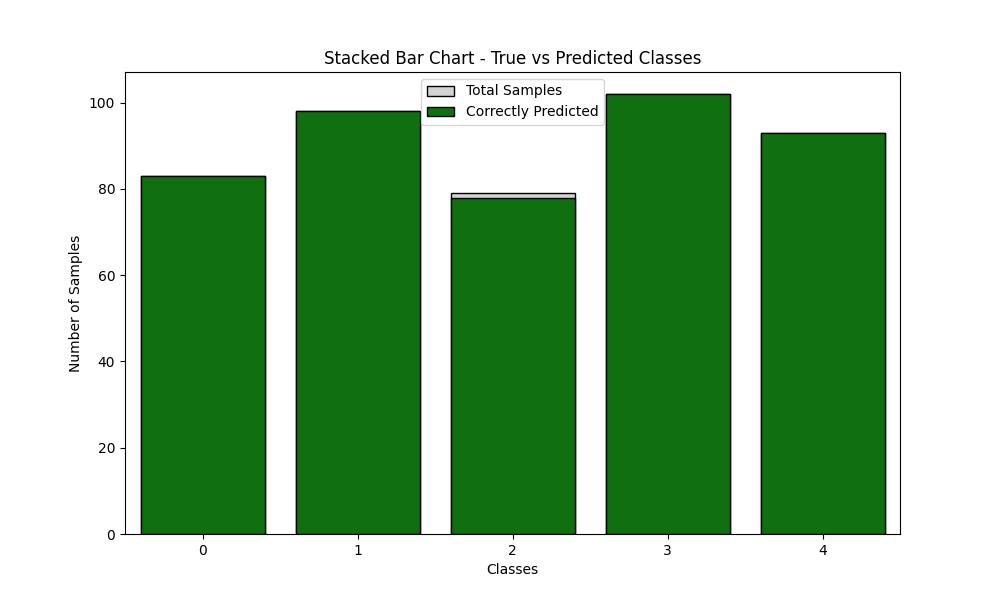 Stacked Bar Chart - True vs Predicted Classes
Total Samples
Correctly Predicted
100
80
60
40
20
0
Number of Samples
0 1 2 3 4
Classes